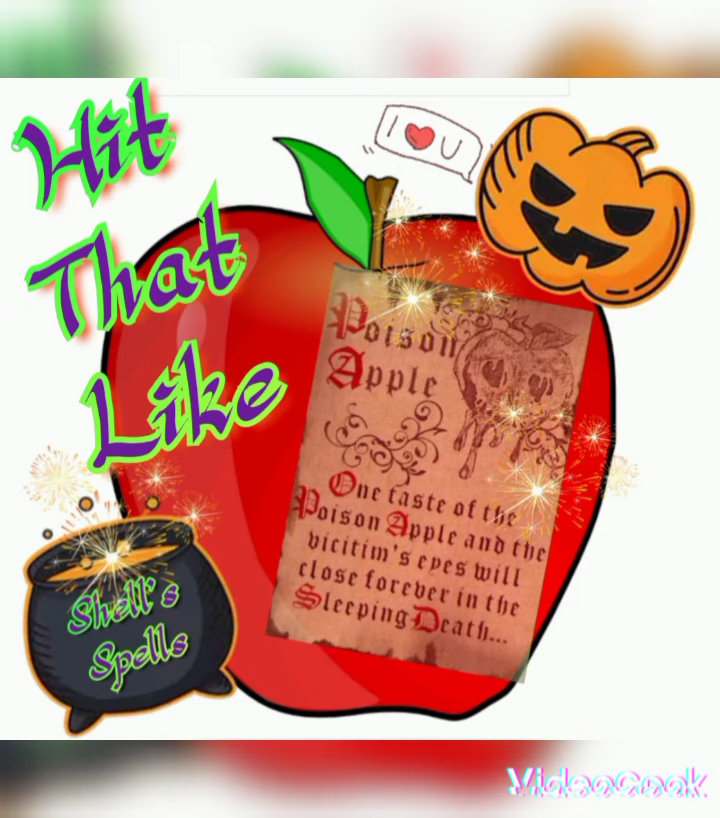 Hit
That
Like
I ❤ U
Poison
Apple
One taste of the
Poison Apple and the
vicitim's eyes will
close forever in the
Sleeping Death...
Shell's
Spells
VideoCook